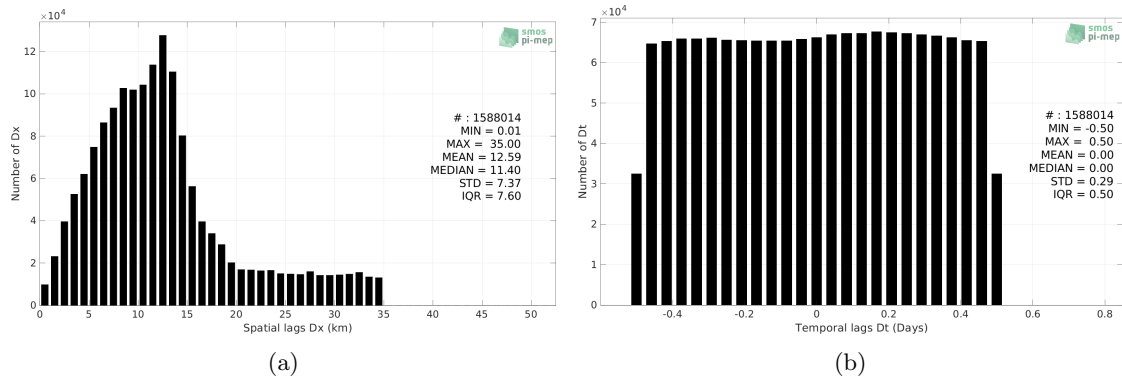 ×10⁴
12
10
8
6
4
2
0
Number of Dx
0 5 10 15 20 25 30 35 40 45 50
Spatial lags Dx (km)
smos
pi-mep
# : 1588014
MIN = 0.01
MAX = 35.00
MEAN = 12.59
MEDIAN = 11.40
STD = 7.37
IQR = 7.60
(a)
×10⁴
7
6
5
4
3
2
1
0
Number of Dt
-0.4 -0.2 0 0.2 0.4 0.6 0.8
Temporal lags Dt (Days)
smos
pi-mep
# : 1588014
MIN = -0.50
MAX = 0.50
MEAN = 0.00
MEDIAN = 0.00
STD = 0.29
IQR = 0.50
(b)